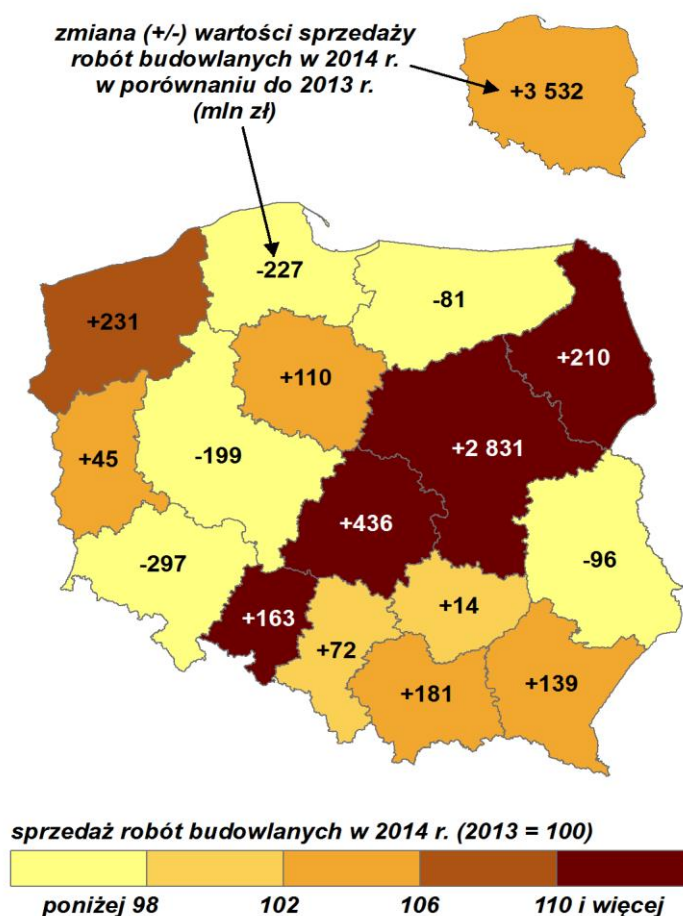 zmiana (+/-) wartości sprzedaży
robót budowlanych w 2014 r.
w porównaniu do 2013 r.
(mln zł)
+3 532
-227
-81
+231
+210
+110
+2 831
+45
-199
+436
-297
-96
+163
+14
+72
+181
+139
sprzedaż robót budowlanych w 2014 r. (2013 = 100)
poniżej 98 102 106 110 i więcej